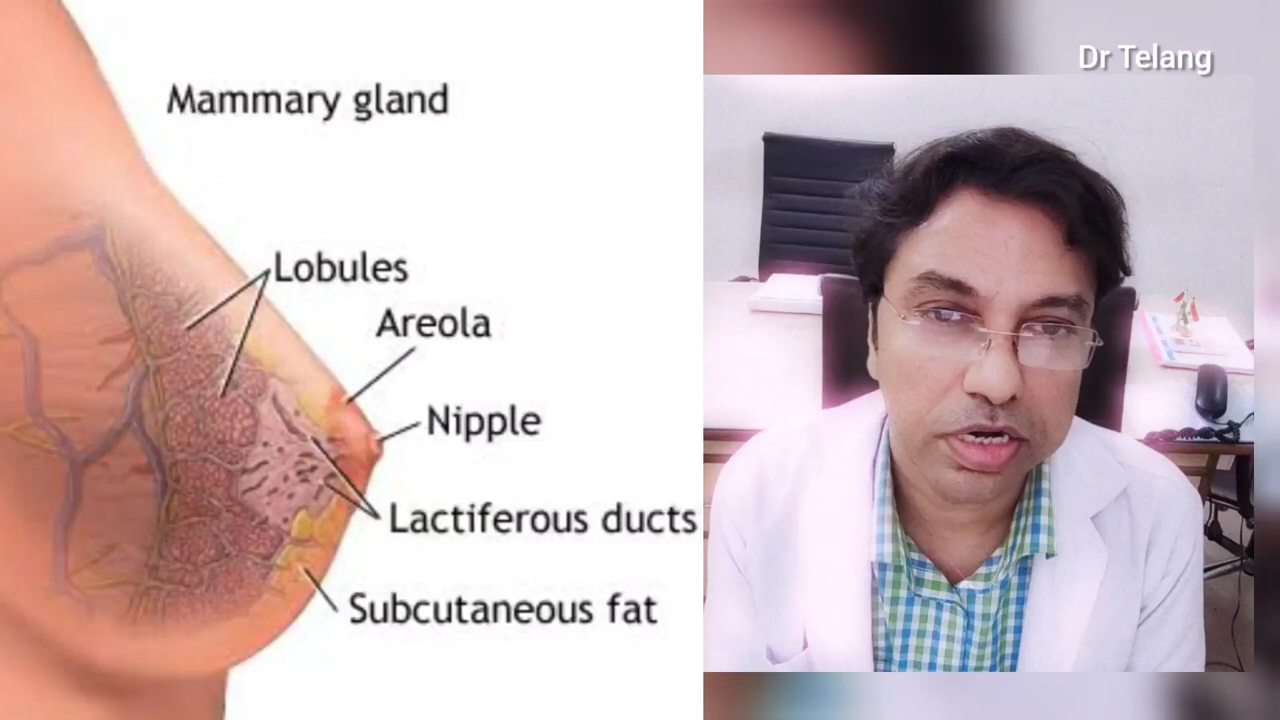 Dr Telang
Mammary gland
Lobules
Areola
Nipple
Lactiferous ducts
Subcutaneous fat